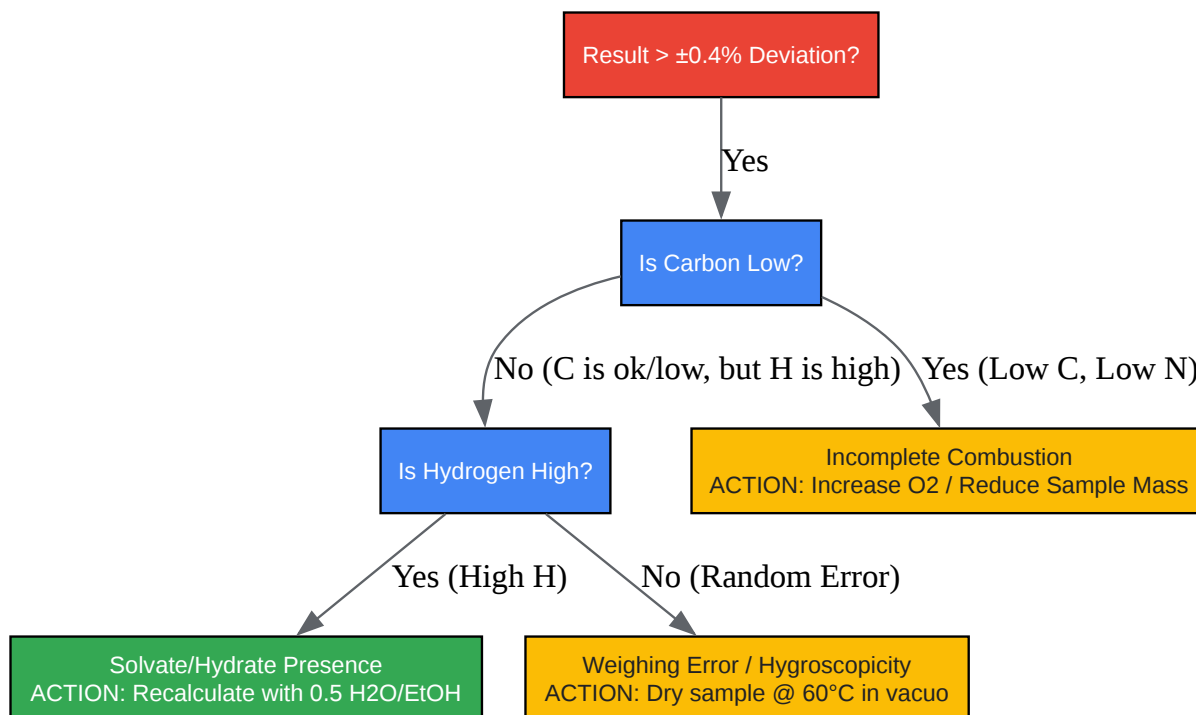 Result > ±0.4% Deviation?
Yes
Is Carbon Low?
No (C is ok/low, but H is high)
Yes (Low C, Low N)
Is Hydrogen High?
Incomplete Combustion
ACTION: Increase O2 / Reduce Sample Mass
Yes (High H)
No (Random Error)
Solvate/Hydrate Presence
ACTION: Recalculate with 0.5 H2O/EtOH
Weighing Error / Hygroscopicity
ACTION: Dry sample @ 60°C in vacuo